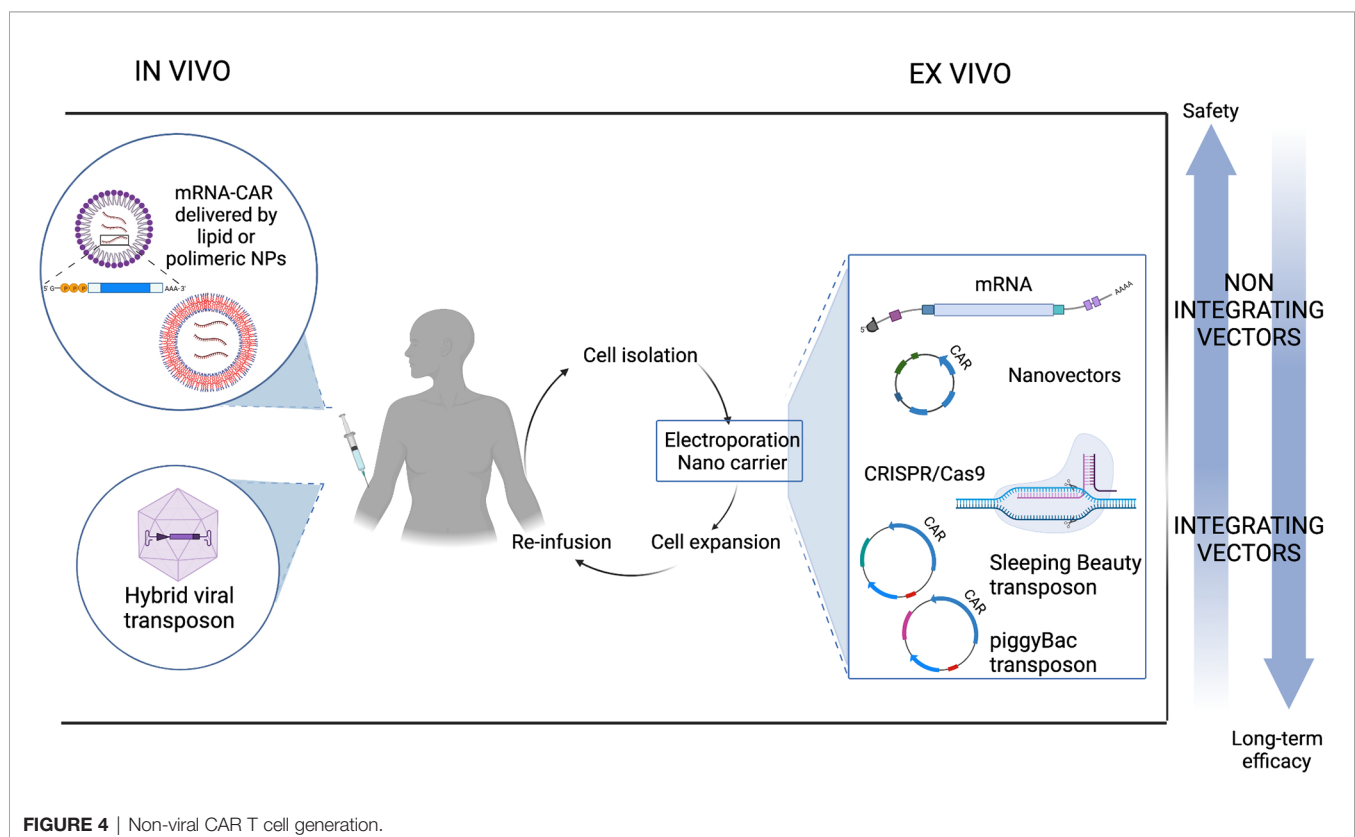 IN VIVO
EX VIVO
Safety
mRNA-CAR
delivered by
lipid or
polimeric NPs
5' G
P P P
AAA-3'
Hybrid viral
transposon
Cell isolation
Electroporation
Nano carrier
Cell expansion
Re-infusion
mRNA
5'
AAAA
CAR
Nanovectors
CRISPR/Cas9
CAR
Sleeping Beauty
transposon
CAR
piggyBac
transposon
NON
INTEGRATING
VECTORS
INTEGRATING
VECTORS
Long-term
efficacy
FIGURE 4 | Non-viral CAR T cell generation.